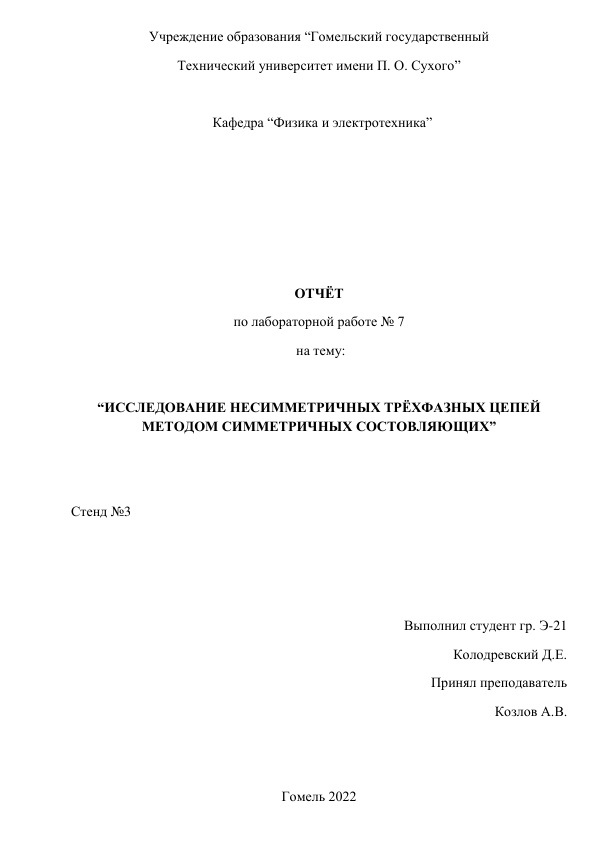 Учреждение образования “Гомельский государственный
Технический университет имени П. О. Сухого”
Кафедра “Физика и электротехника”
ОТЧЁТ
по лабораторной работе № 7
на тему:
“ИССЛЕДОВАНИЕ НЕСИММЕТРИЧНЫХ ТРЁХФАЗНЫХ ЦЕПЕЙ
МЕТОДОМ СИММЕТРИЧНЫХ СОСТОВЛЯЮЩИХ”
Стенд №3
Выполнил студент гр. Э-21
Колодревский Д.Е.
Принял преподаватель
Козлов А.В.
Гомель 2022